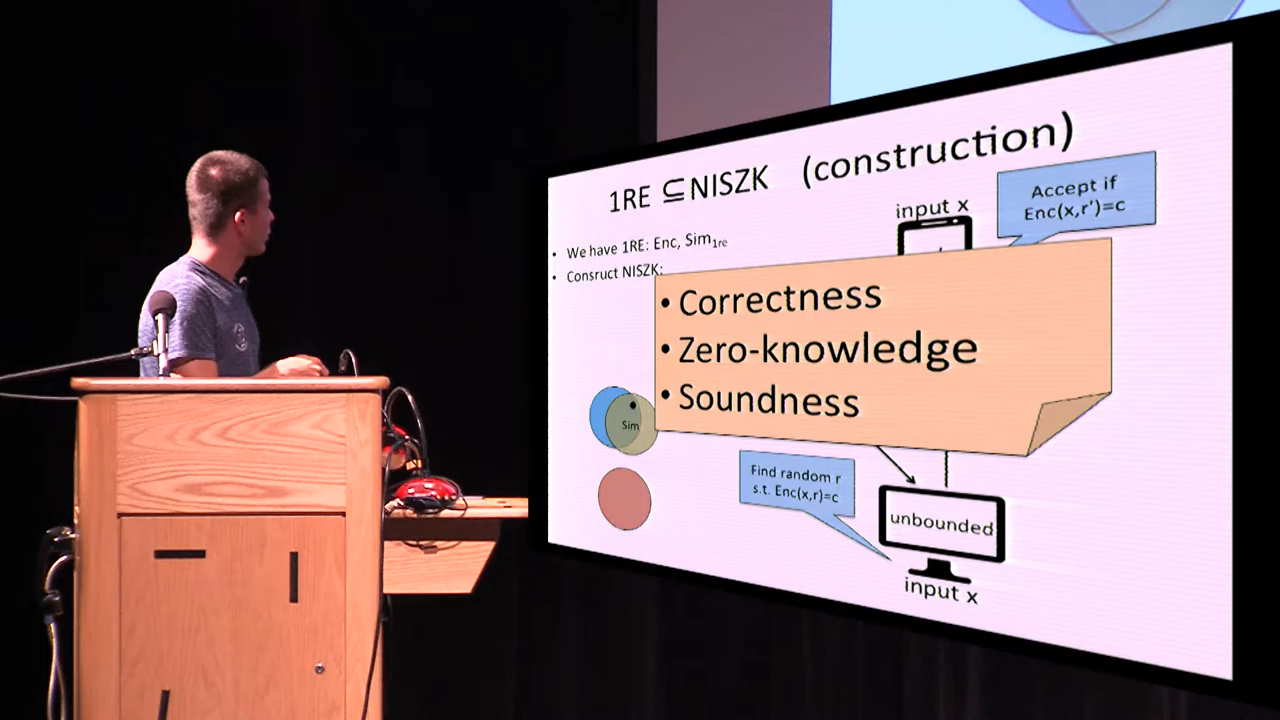 1RE ⊆NISZK (construction)
Accept if
Enc(x,r')=c
input x
• We have 1RE: Enc, Sim1re
• Consruct NISZK:
• Correctness
• Zero-knowledge
• Soundness
Sim
Find random r
s.t. Enc(x,r)=c
unbounded
input x